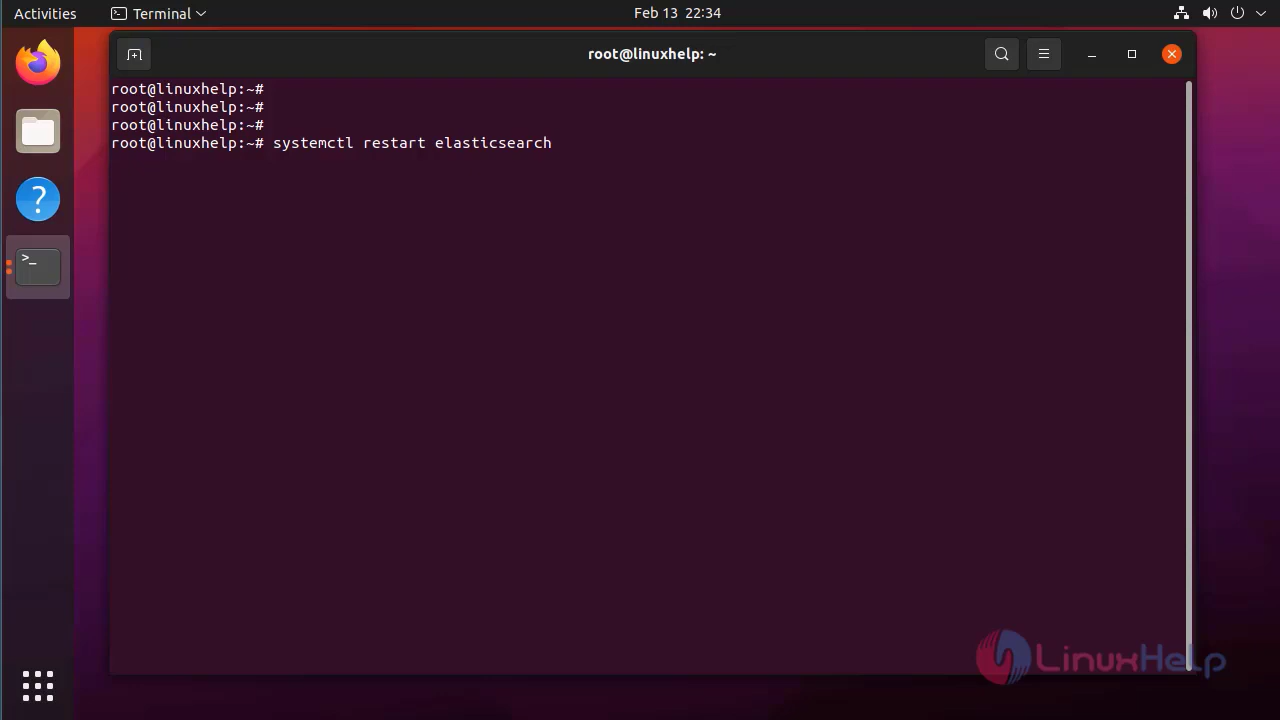 Activities
Terminal
Feb 13 22:34
root@linuxhelp: ~
root@linuxhelp:~#
root@linuxhelp:~#
root@linuxhelp:~#
root@linuxhelp:~# systemctl restart elasticsearch
?
>_
LinuxHelp